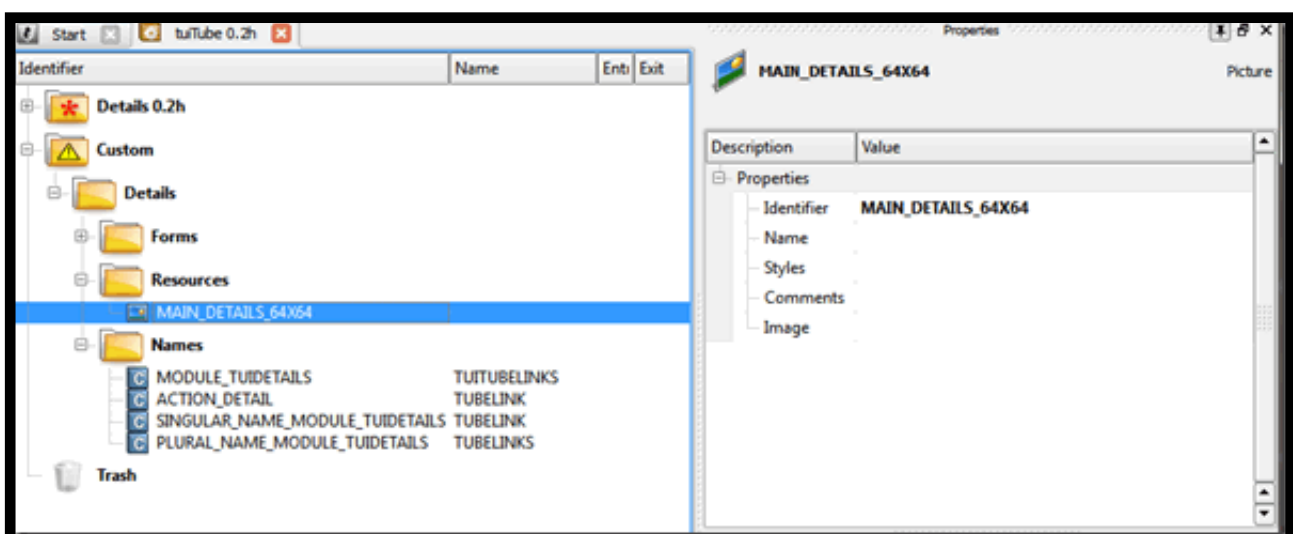 Start tuiTube 0.2h
Identifier Name Entr Exit
Details 0.2h
Custom
Details
Forms
Resources
MAIN_DETAILS_64X64
Names
MODULE_TUIDETAILS TUITUBELINKS
ACTION_DETAIL TUBELINK
SINGULAR_NAME_MODULE_TUIDETAILS TUBELINK
PLURAL_NAME_MODULE_TUIDETAILS TUBELINKS
Trash
Properties
MAIN_DETAILS_64X64 Picture
Description Value
Properties
Identifier MAIN_DETAILS_64X64
Name
Styles
Comments
Image